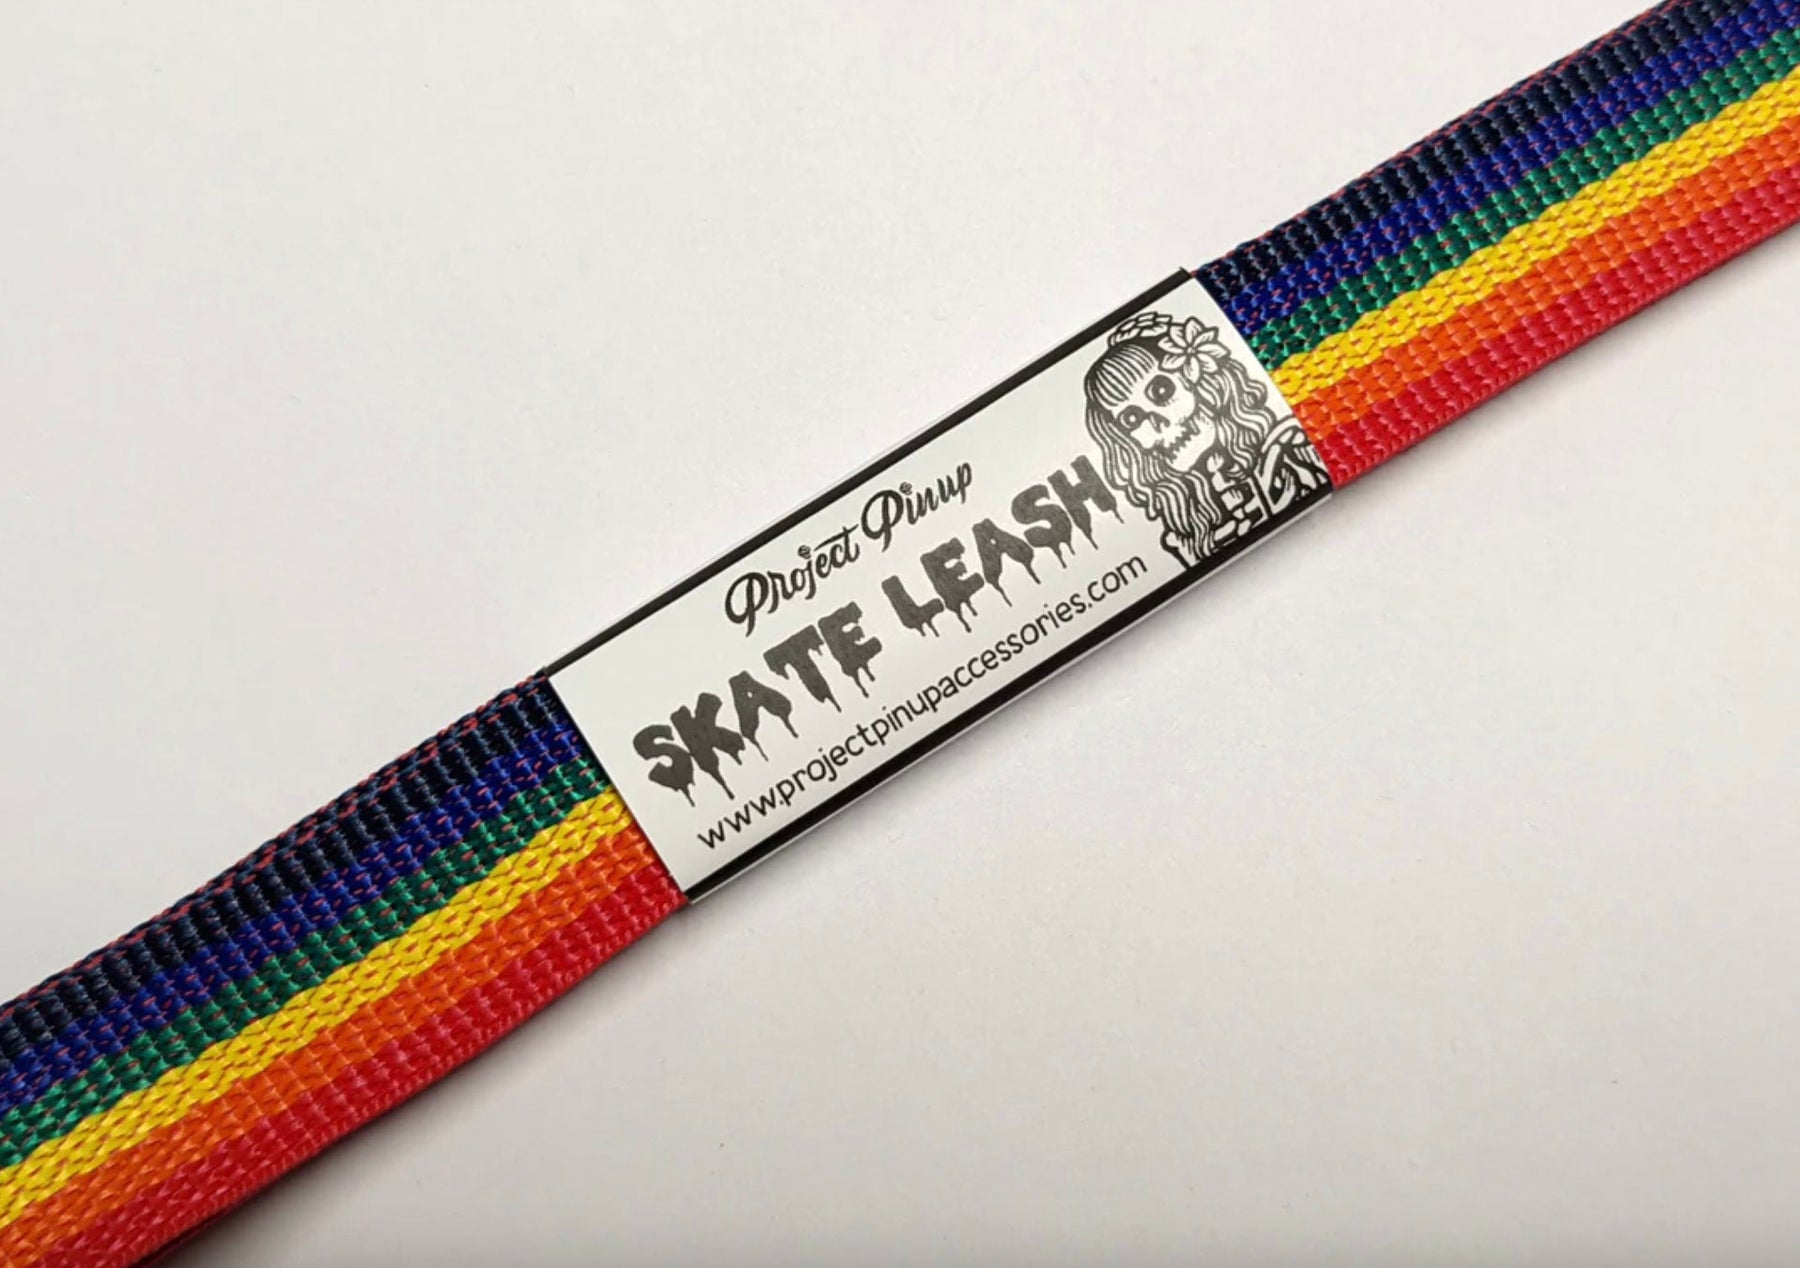 Project Pinup
SKATE LEASH
www.projectpinupaccessories.com